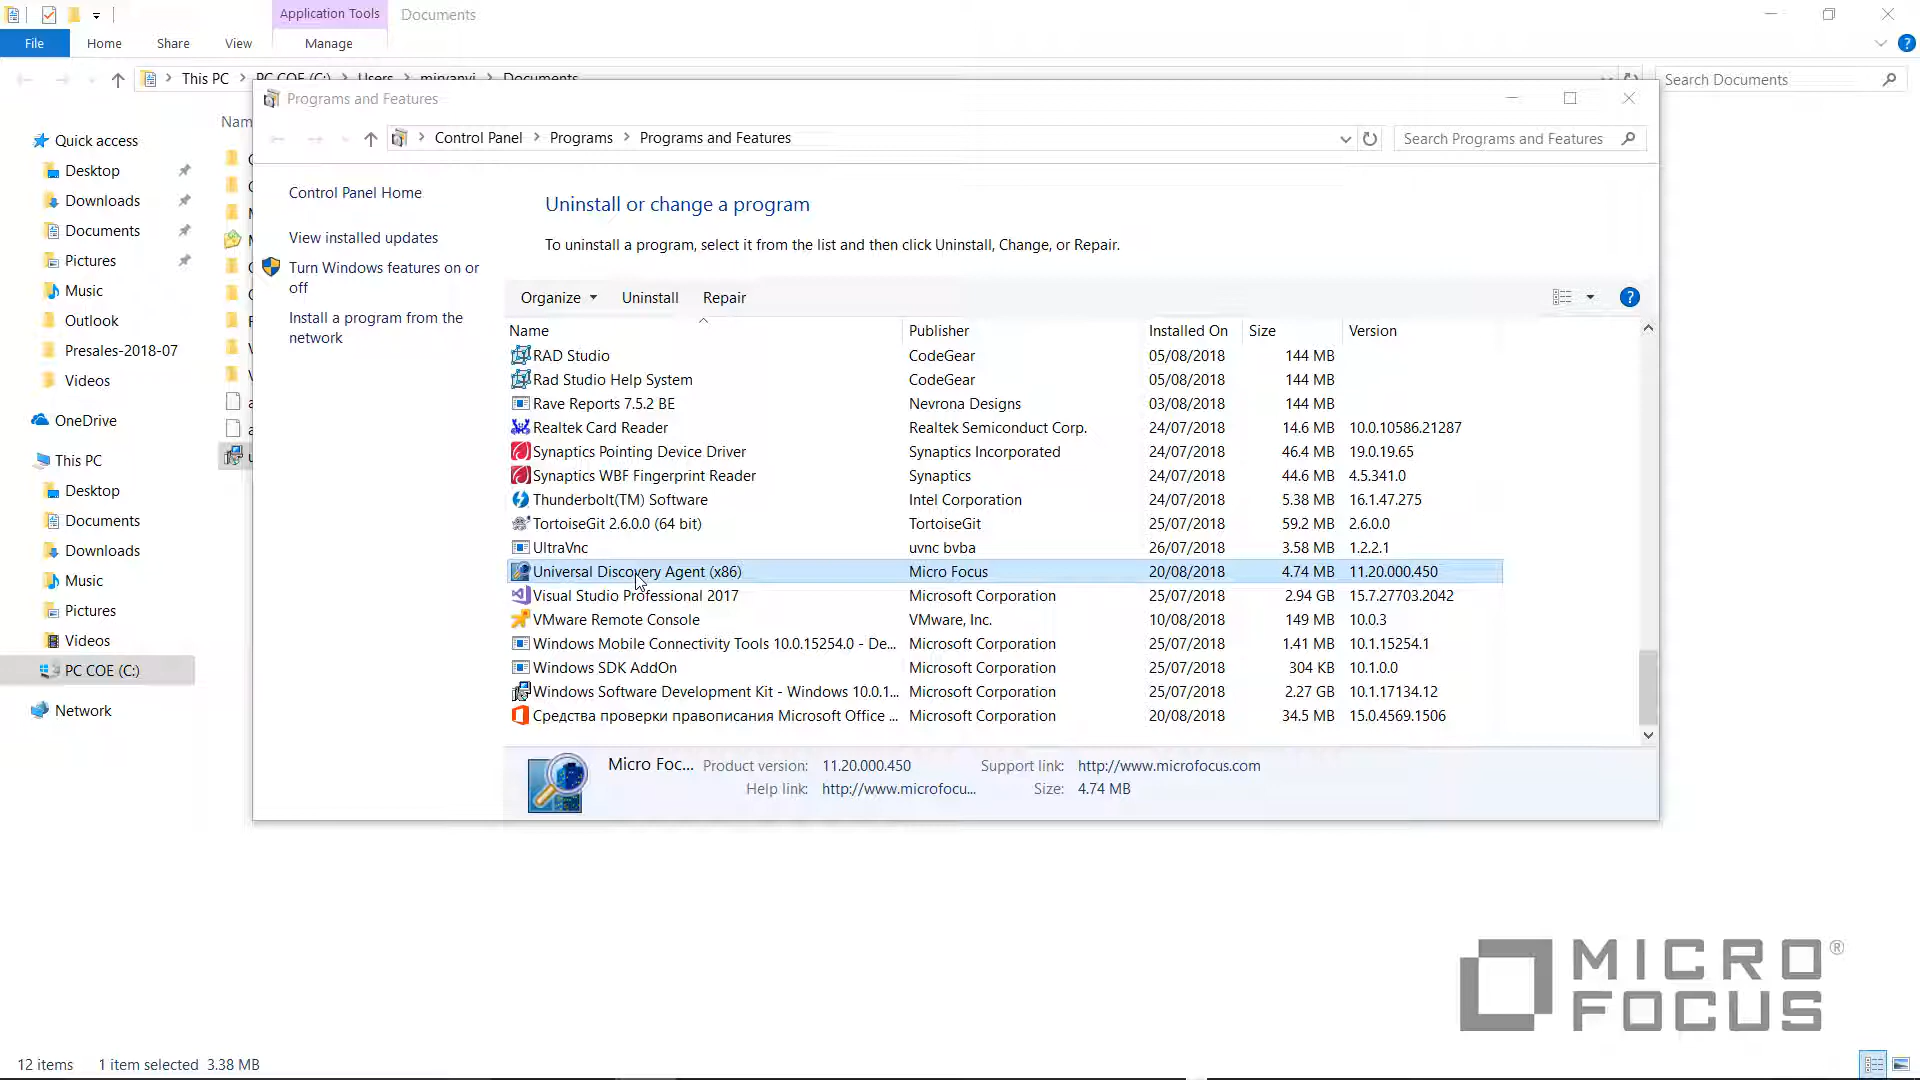 Application Tools
Documents
File
Home
Share
View
Manage
This PC
PC COE (C:)
Users
mirvanyi
Documents
Search Documents
Programs and Features
Control Panel
Programs
Programs and Features
Search Programs and Features
Quick access
Desktop
Downloads
Documents
Pictures
Music
Outlook
Presales-2018-07
Videos
OneDrive
This PC
Desktop
Documents
Downloads
Music
Pictures
Videos
PC COE (C:)
Network
Control Panel Home
View installed updates
Turn Windows features on or
off
Install a program from the
network
Uninstall or change a program
To uninstall a program, select it from the list and then click Uninstall, Change, or Repair.
Organize Uninstall Repair
Name Publisher Installed On Size Version
RAD Studio CodeGear 05/08/2018 144 MB
Rad Studio Help System CodeGear 05/08/2018 144 MB
Rave Reports 7.5.2 BE Nevrona Designs 03/08/2018 144 MB
Realtek Card Reader Realtek Semiconduct Corp. 24/07/2018 14.6 MB 10.0.10586.21287
Synaptics Pointing Device Driver Synaptics Incorporated 24/07/2018 46.4 MB 19.0.19.65
Synaptics WBF Fingerprint Reader Synaptics 24/07/2018 44.6 MB 4.5.341.0
Thunderbolt(TM) Software Intel Corporation 24/07/2018 5.38 MB 16.1.47.275
TortoiseGit 2.6.0.0 (64 bit) TortoiseGit 25/07/2018 59.2 MB 2.6.0.0
UltraVnc uvnc bvba 26/07/2018 3.58 MB 1.2.2.1
Universal Discovery Agent (x86) Micro Focus 20/08/2018 4.74 MB 11.20.000.450
Visual Studio Professional 2017 Microsoft Corporation 25/07/2018 2.94 GB 15.7.27703.2042
VMware Remote Console VMware, Inc. 10/08/2018 149 MB 10.0.3
Windows Mobile Connectivity Tools 10.0.15254.0 - De... Microsoft Corporation 25/07/2018 1.41 MB 10.1.15254.1
Windows SDK AddOn Microsoft Corporation 25/07/2018 304 KB 10.1.0.0
Windows Software Development Kit - Windows 10.0.1... Microsoft Corporation 25/07/2018 2.27 GB 10.1.17134.12
Средства проверки правописания Microsoft Office ... Microsoft Corporation 20/08/2018 34.5 MB 15.0.4569.1506
Micro Foc... Product version: 11.20.000.450 Support link: http://www.microfocus.com
Help link: http://www.microfocu... Size: 4.74 MB
MICRO®
FOCUS
12 items 1 item selected 3.38 MB